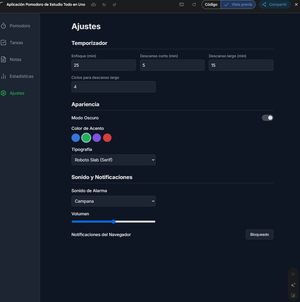 Aplicación Pomodoro de Estudio Todo en Uno
Código
Vista previa
Compartir
Pomodoro
Tareas
Notas
Estadísticas
Ajustes
Ajustes
Temporizador
Enfoque (min)
Descanso corto (min)
Descanso largo (min)
25
5
15
Ciclos para descanso largo
4
Apariencia
Modo Oscuro
Color de Acento
Tipografía
Roboto Slab (Serif)
Sonido y Notificaciones
Sonido de Alarma
Campana
Volumen
Notificaciones del Navegador
Bloqueado